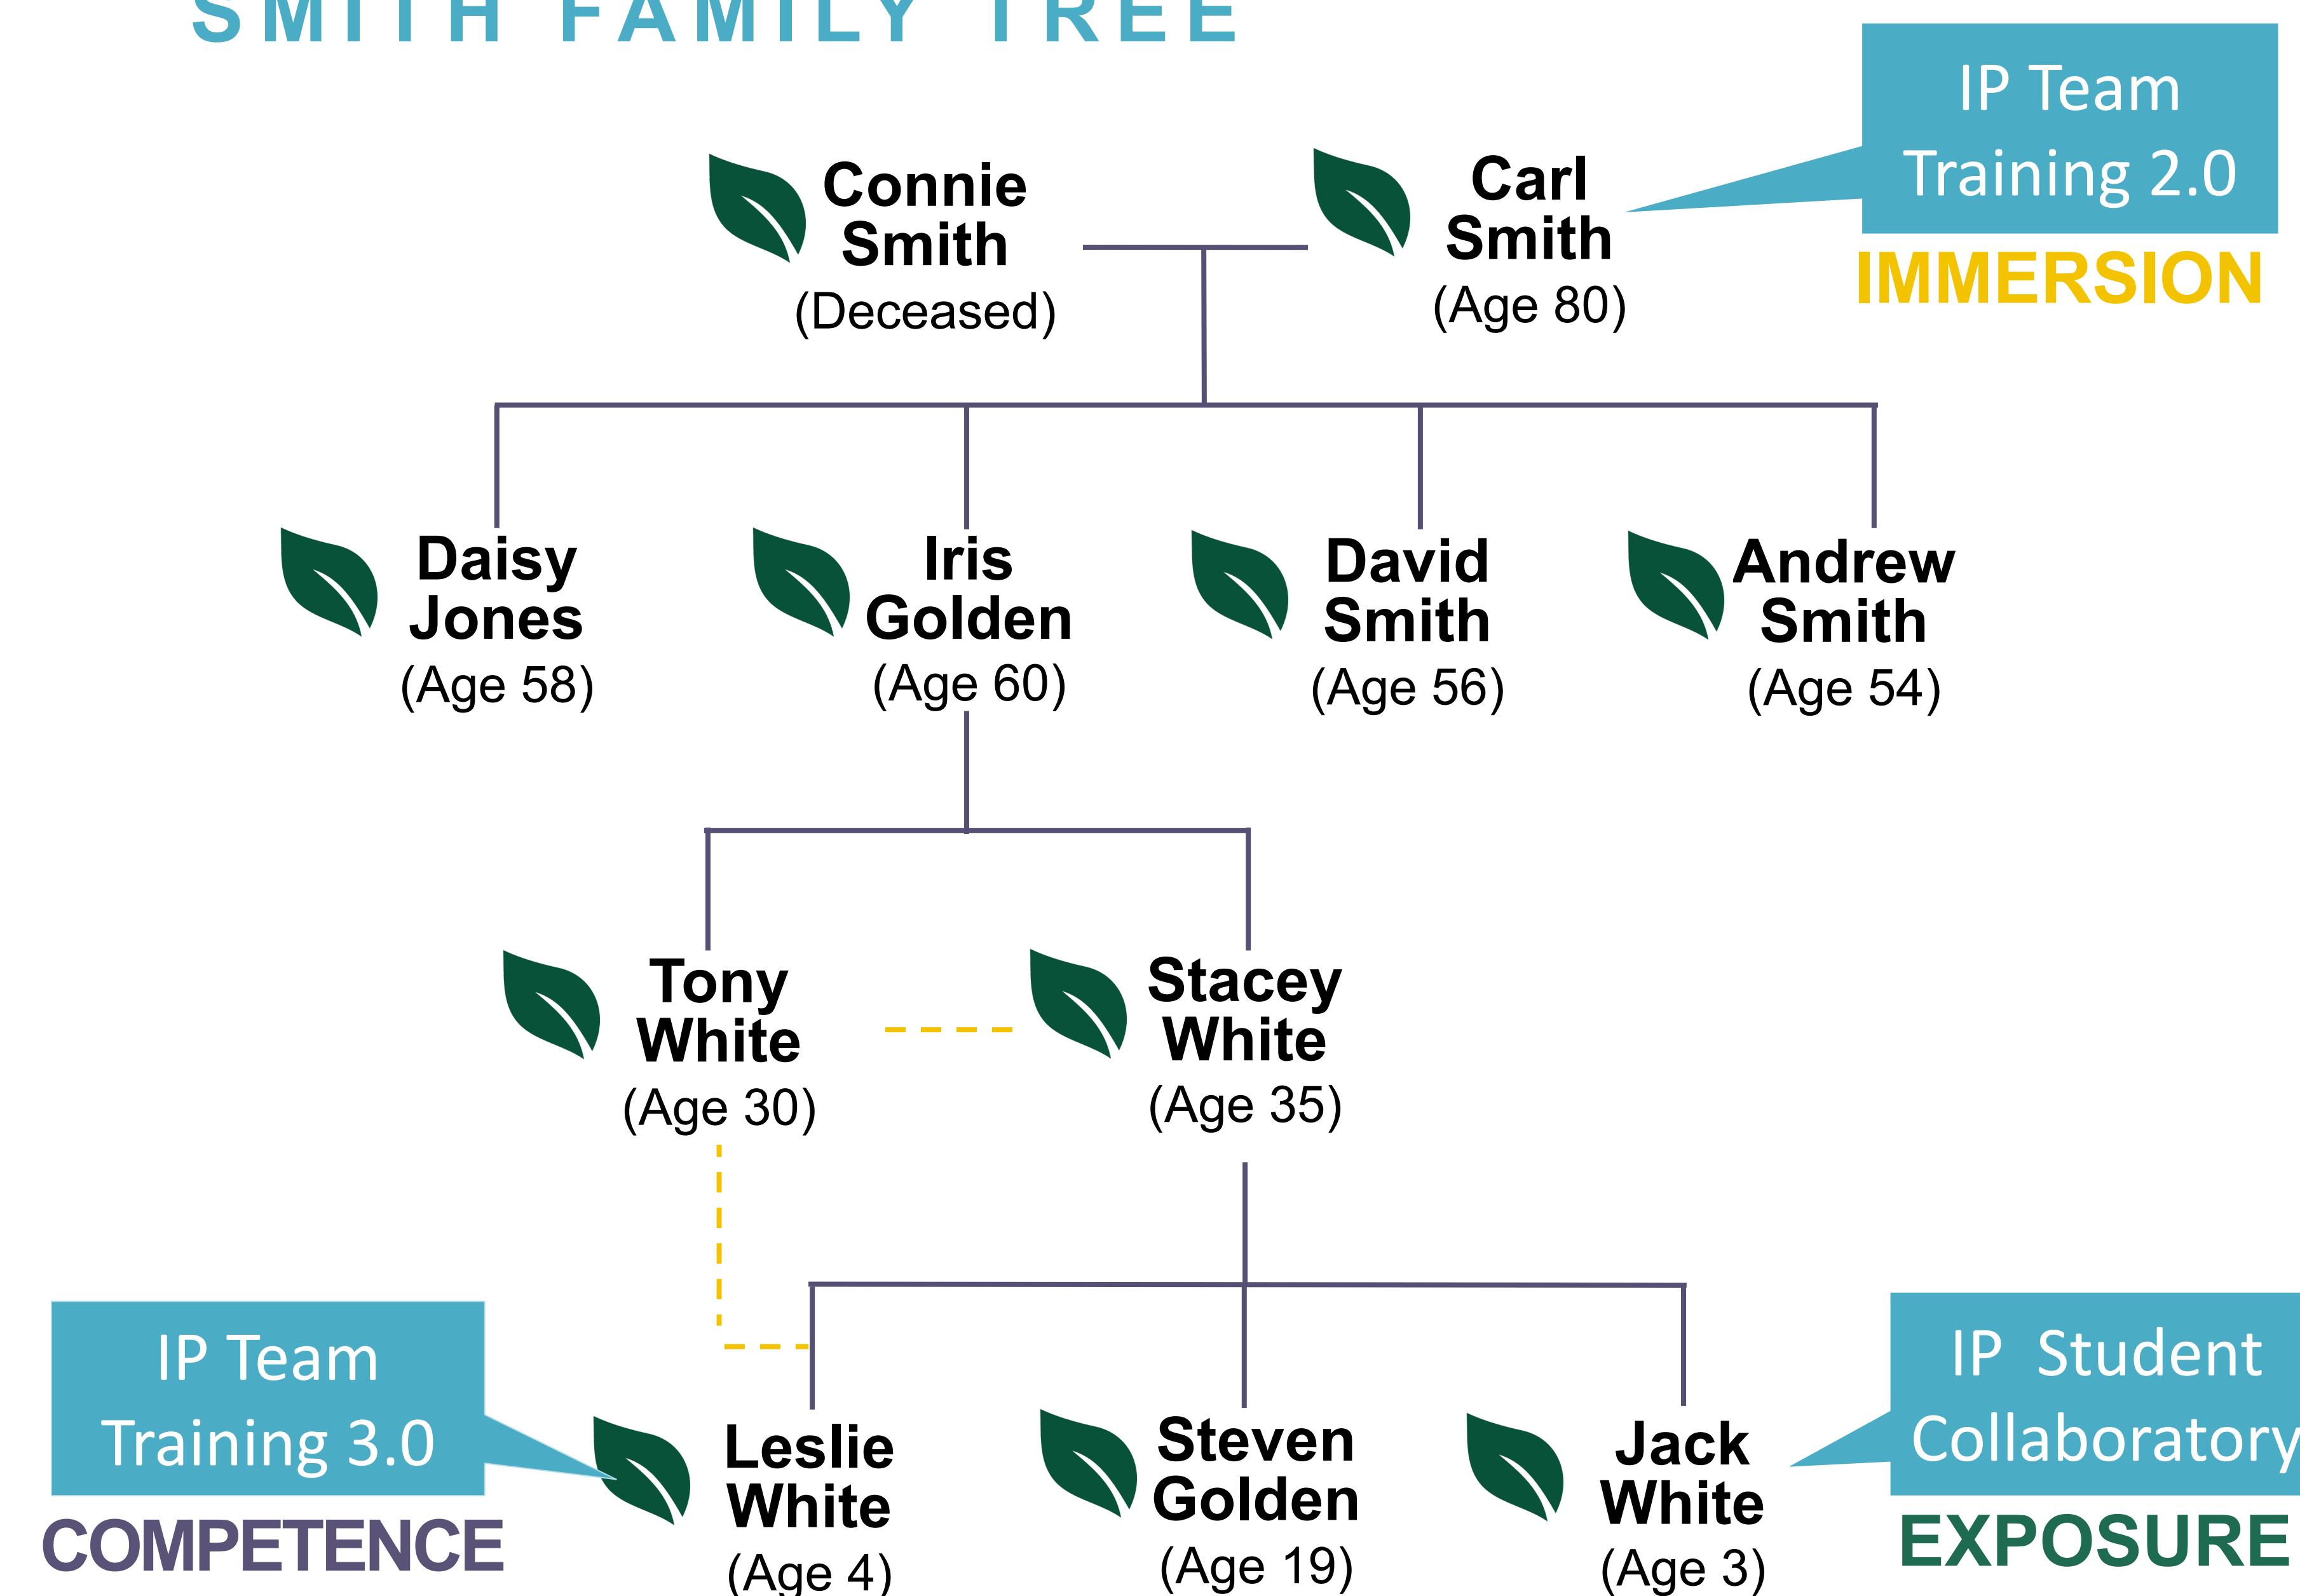 SMITH FAMILY TREE
IP Team
Training 2.0
IMMERSION
Connie
Smith
(Deceased)
Carl
Smith
(Age 80)
Daisy
Jones
(Age 58)
Iris
Golden
(Age 60)
David
Smith
(Age 56)
Andrew
Smith
(Age 54)
Tony
White
(Age 30)
Stacey
White
(Age 35)
IP Team
Training 3.0
COMPETENCE
Leslie
White
(Age 4)
Steven
Golden
(Age 19)
Jack
White
(Age 3)
IP Student
Collaboratory
EXPOSURE